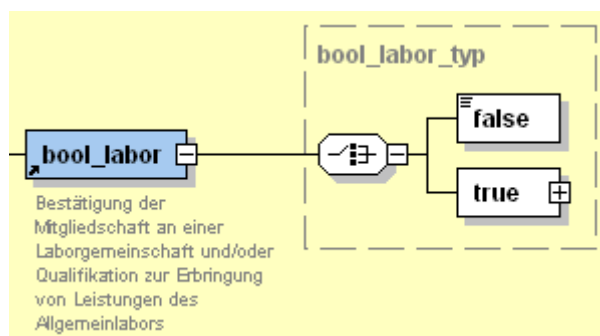 bool_labor_typ
false
bool_labor
true
Bestätigung der
Mitgliedschaft an einer
Laborgemeinschaft und/oder
Qualifikation zur Erbringung
von Leistungen des
Allgemeinlabors